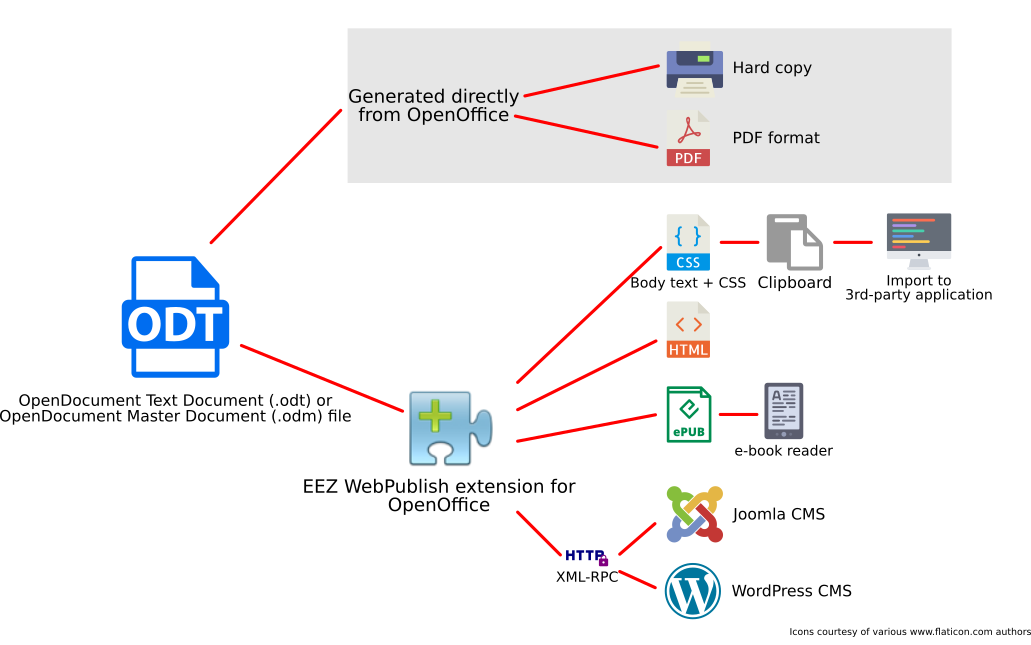 Hard copy
Generated directly
from OpenOffice
PDF
PDF format
{ }
CSS
Body text + CSS
Clipboard
Import to
3rd-party application
ODT
OpenDocument Text Document (.odt) or
OpenDocument Master Document (.odm) file
< >
HTML
ePUB
A
e-book reader
EEZ WebPublish extension for
OpenOffice
Joomla CMS
HTTP
XML-RPC
W
WordPress CMS
Icons courtesy of various www.flaticon.com authors